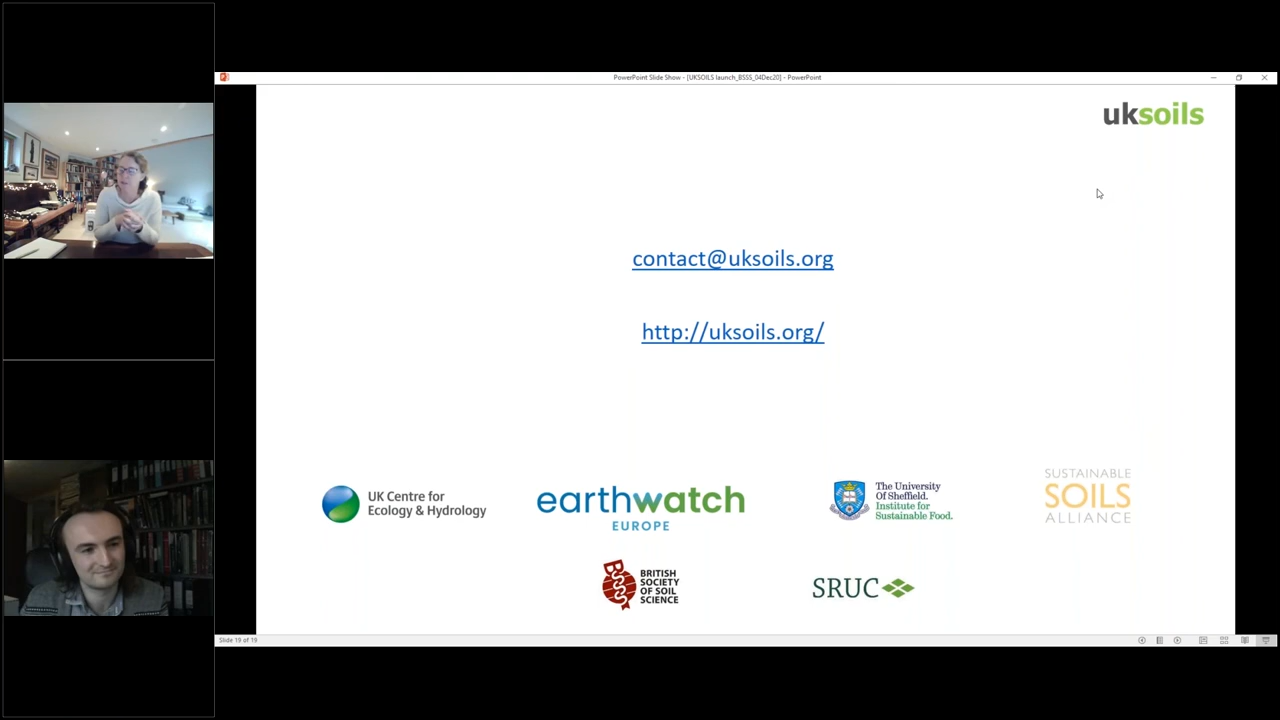 PowerPoint Slide Show - [UKSOILS launch_BSSS_04Dec20] - PowerPoint
uksoils
contact@uksoils.org
http://uksoils.org/
UK Centre for
Ecology & Hydrology
earthwatch
EUROPE
The University
Of Sheffield.
Institute for
Sustainable Food.
SUSTAINABLE
SOILS
ALLIANCE
BRITISH
SOCIETY
OF SOIL
SCIENCE
SRUC
Slide 19 of 19